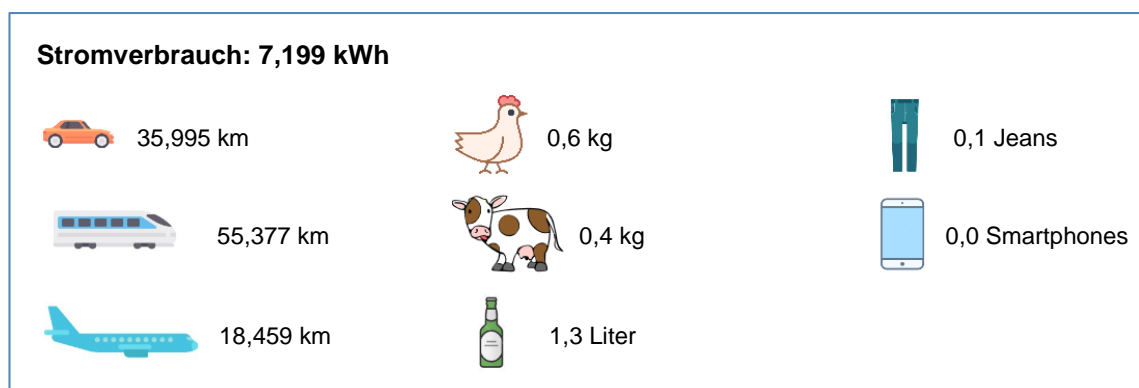 Stromverbrauch: 7,199 kWh
35,995 km
0,6 kg
0,1 Jeans
55,377 km
0,4 kg
0,0 Smartphones
18,459 km
1,3 Liter